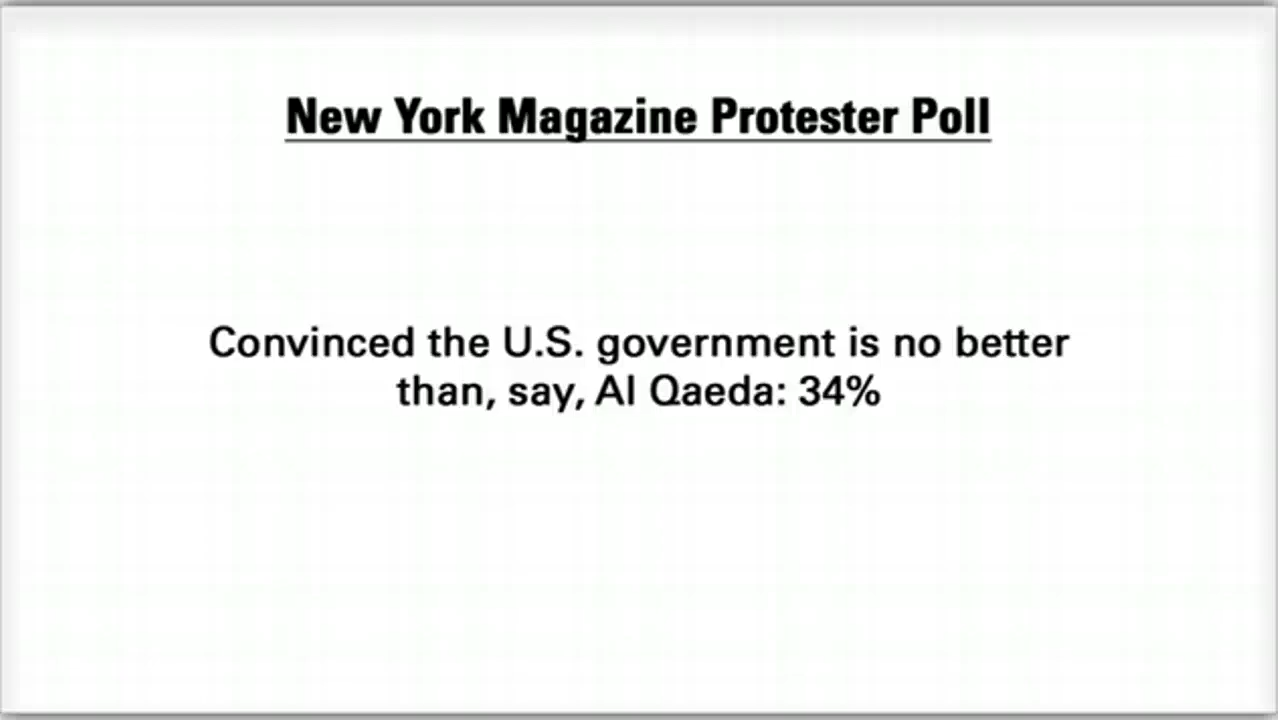 New York Magazine Protester Poll
Convinced the U.S. government is no better
than, say, Al Qaeda: 34%